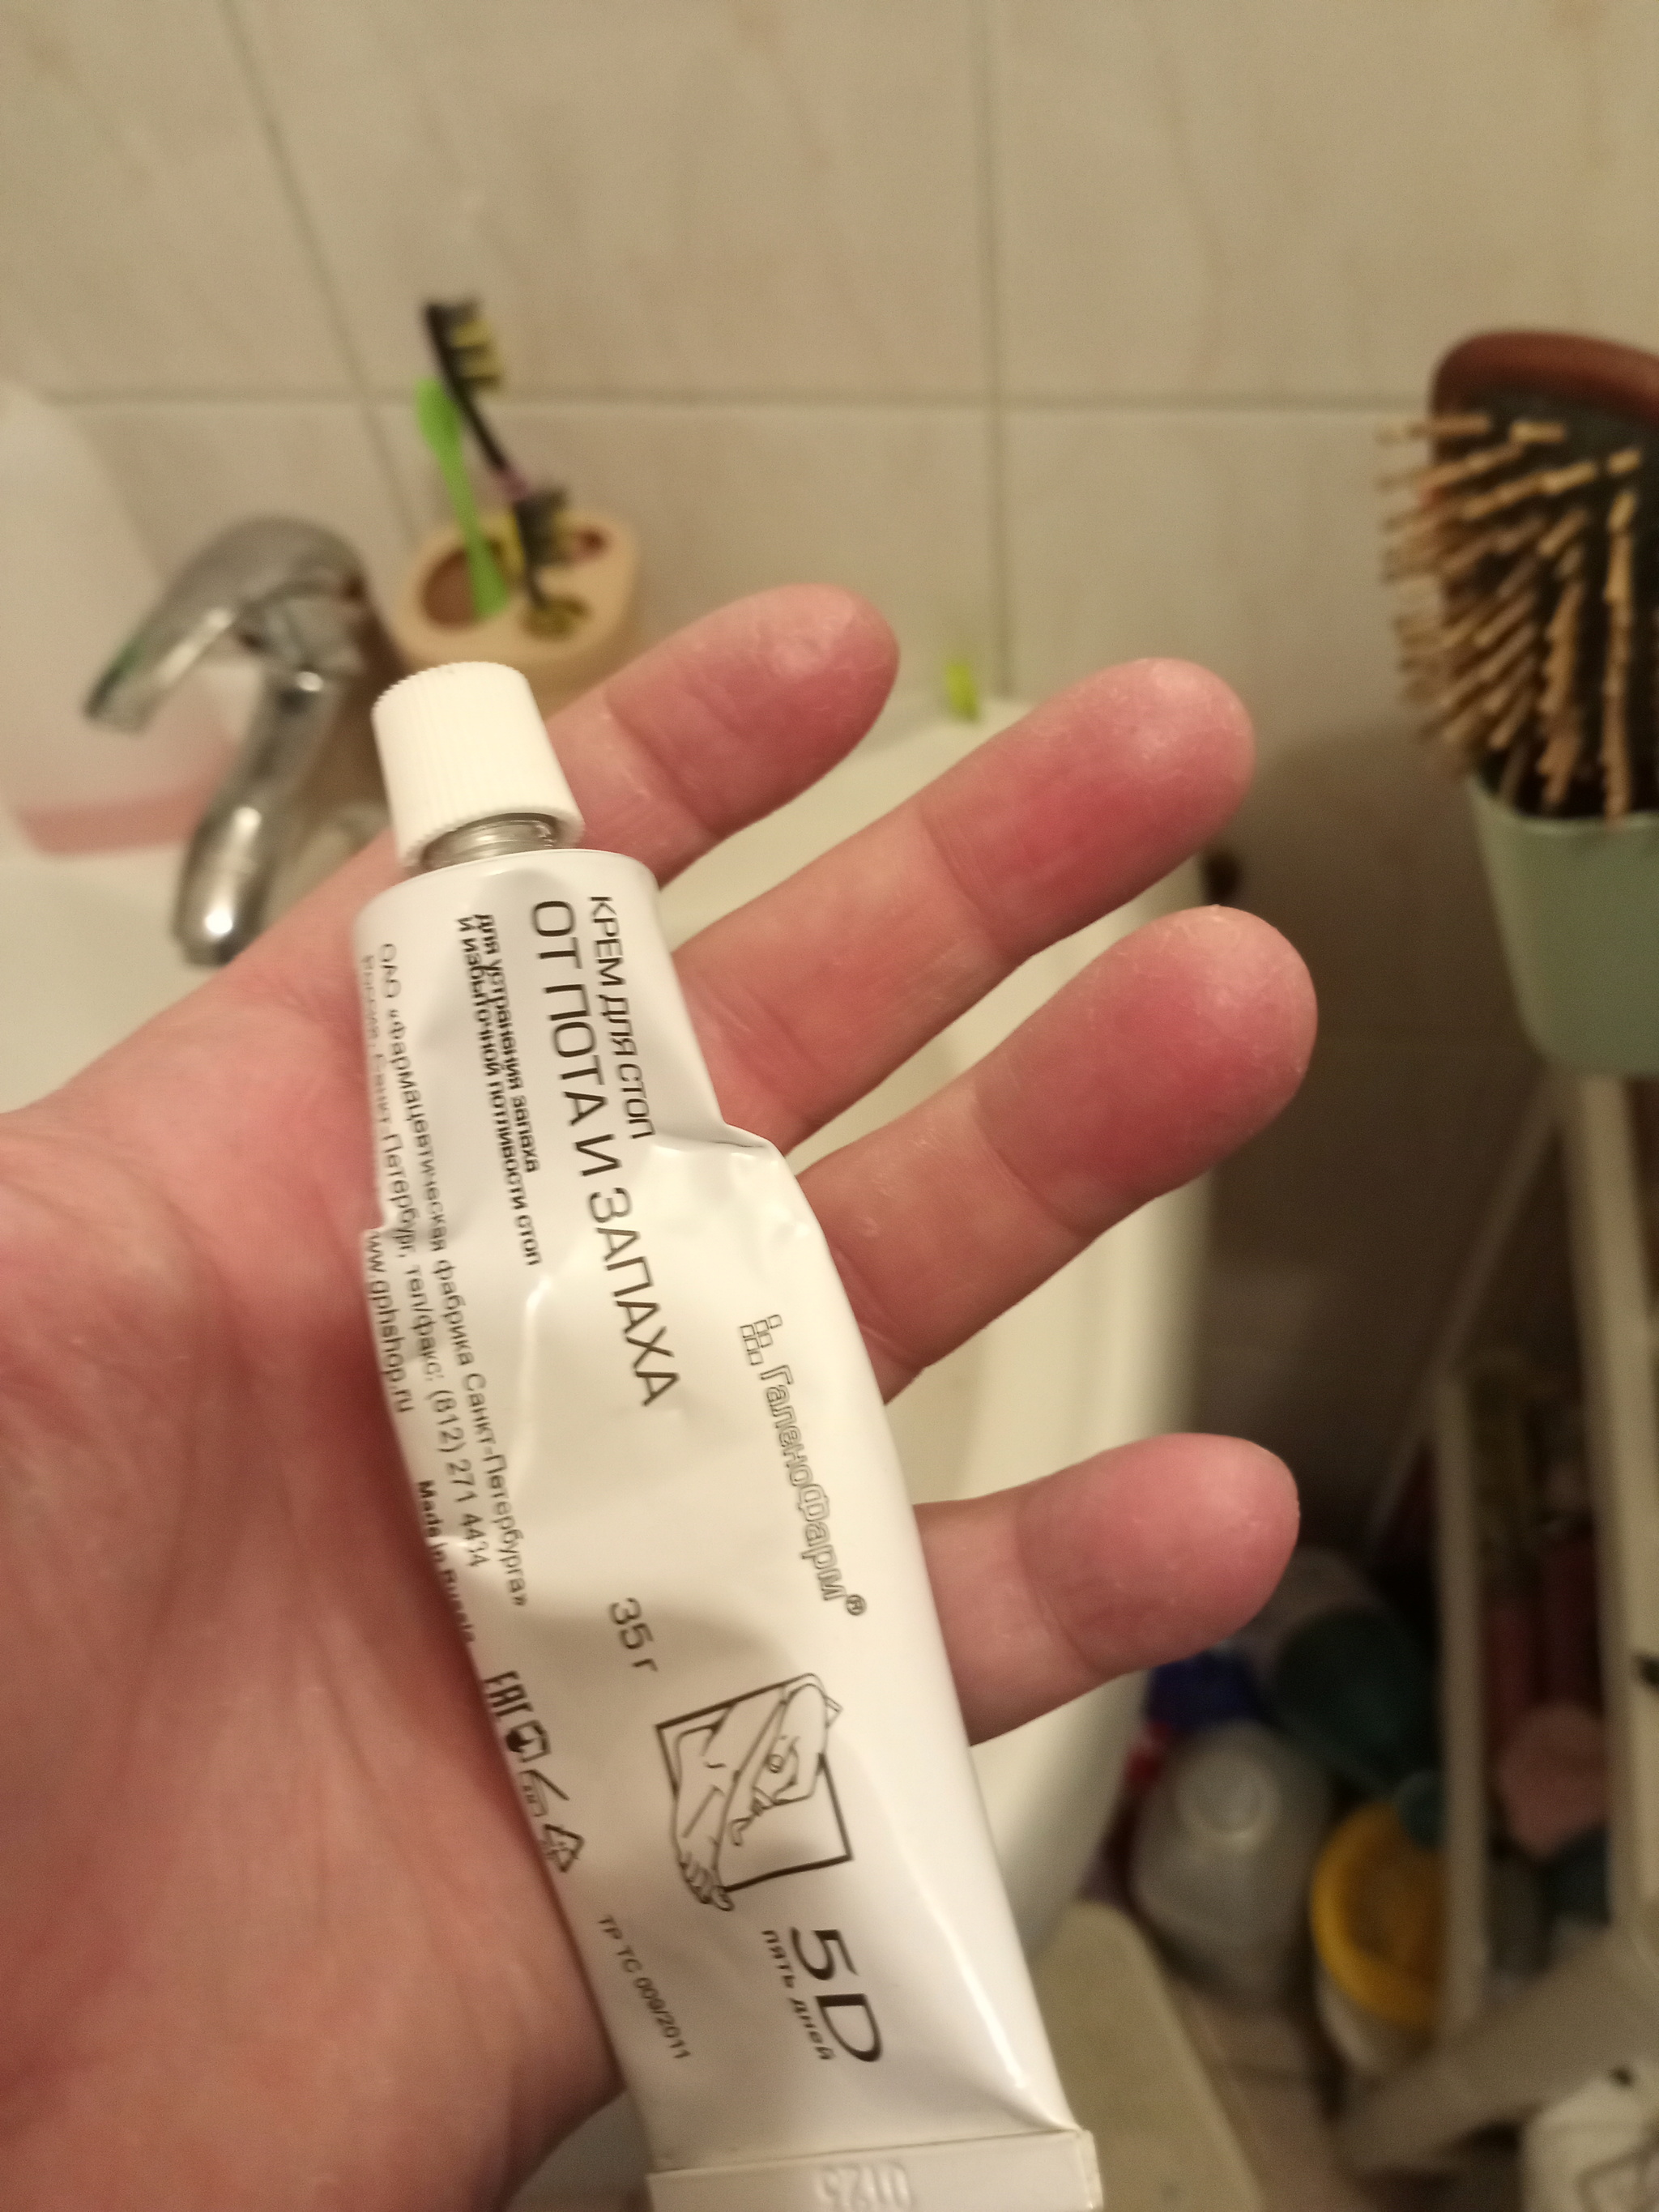 КРЕМ ДЛЯ СТОП
ОТ ПОТА И ЗАПАХА
для устранения запаха
и избыточной потливости стоп
ОАО «Фармацевтическая фабрика Санкт-Петербурга»
Россия, Санкт-Петербург, тел/факс: (812) 271 4434
www.gphshop.ru Made in Russia
Галенофарм®
35 г
5D
пять дней
EAC
ТР ТС 009/2011